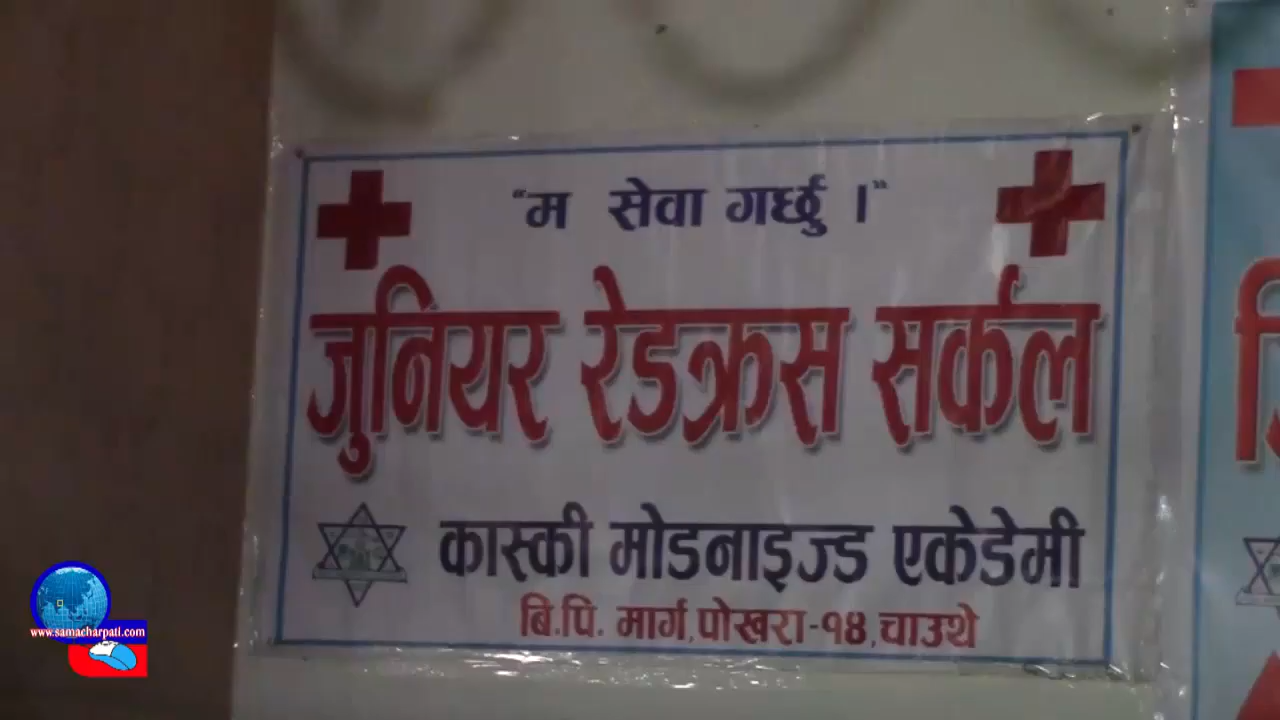 “म सेवा गर्छु ।”
जुनियर रेडक्रस सर्कल
कास्की मोडनाइज्ड एकेडेमी
बि.पि. मार्ग,पोखरा-१४,चाउथे
www.samacharpati.com